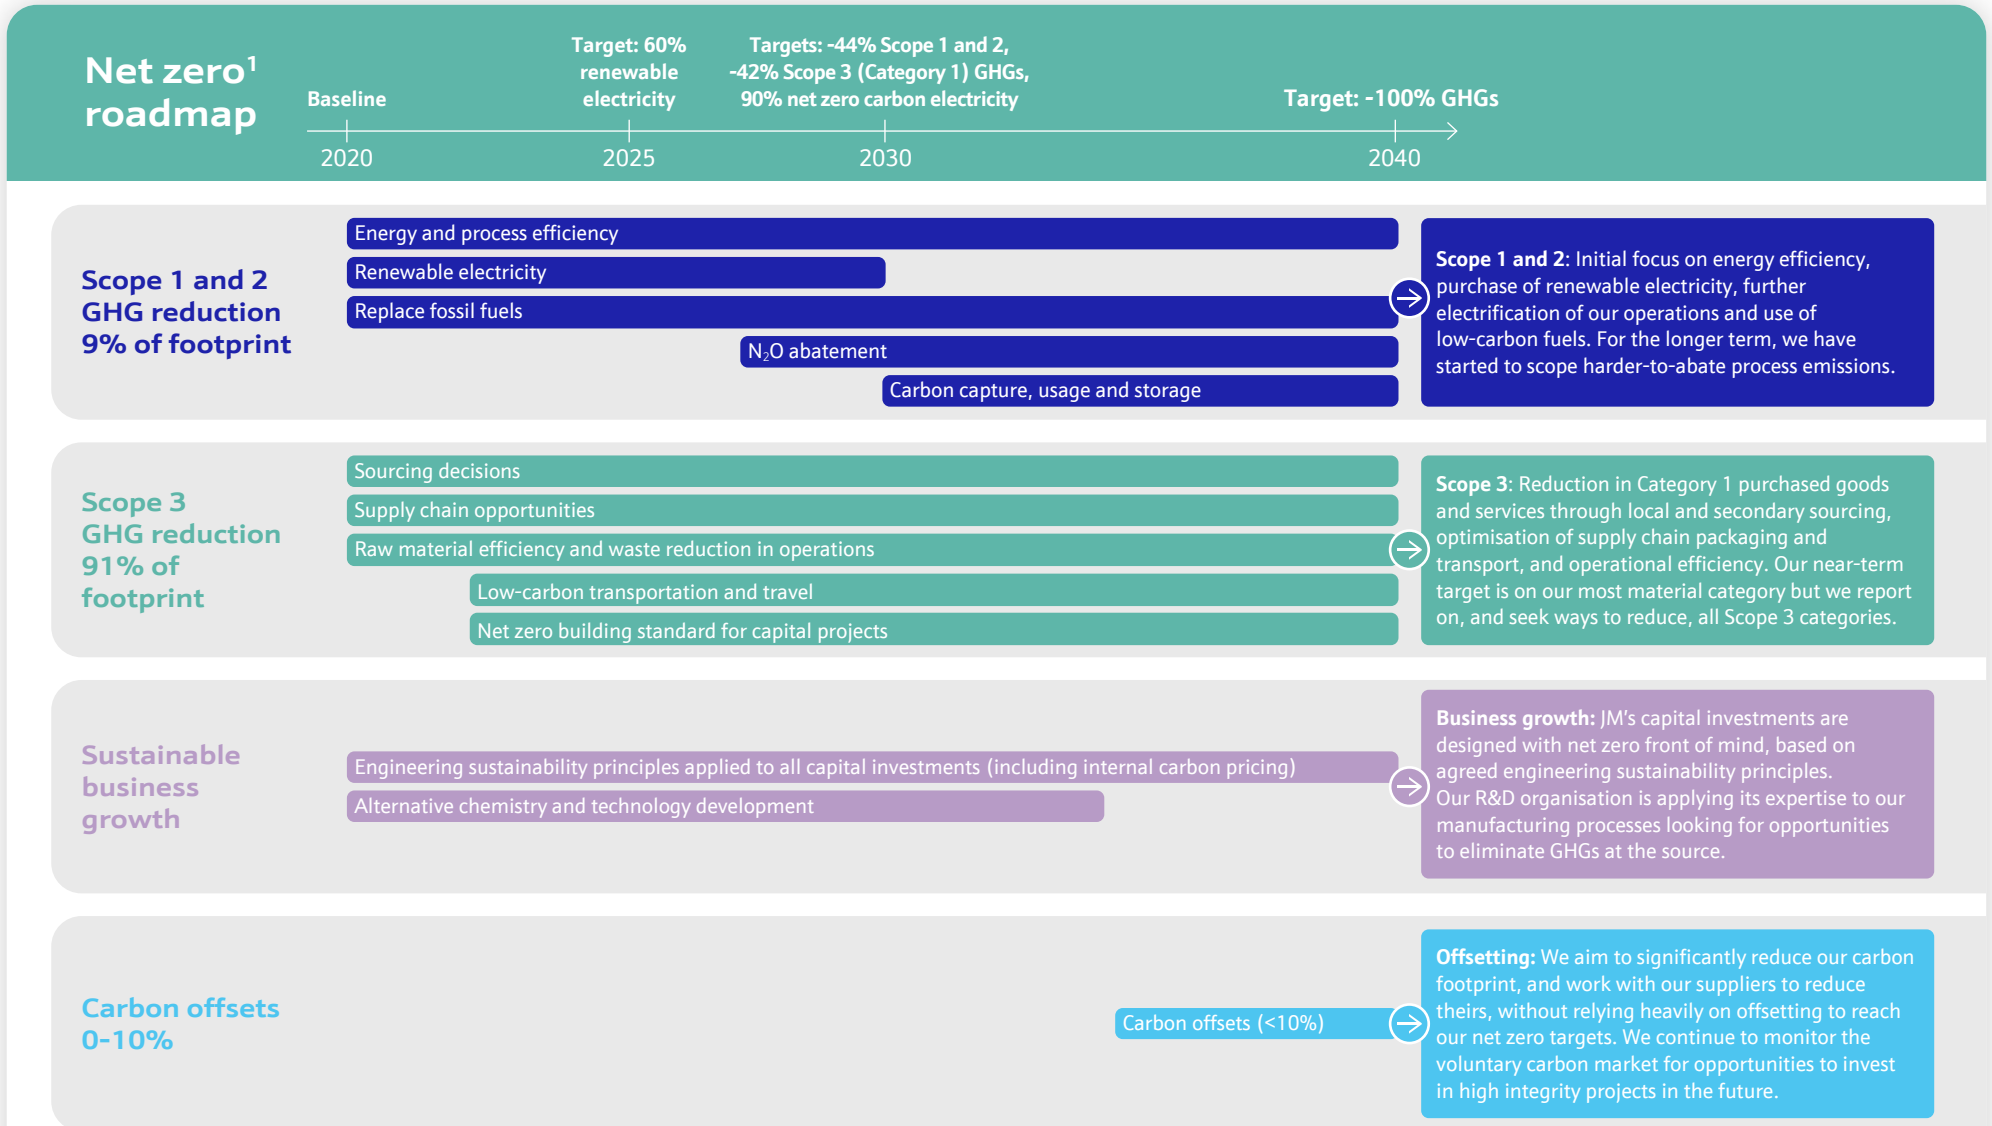 Net zero¹
roadmap
Baseline
Target: 60%
renewable
electricity
Targets: -44% Scope 1 and 2,
-42% Scope 3 (Category 1) GHGs,
90% net zero carbon electricity
Target: -100% GHGs
2020
2025
2030
2040
Scope 1 and 2
GHG reduction
9% of footprint
Energy and process efficiency
Renewable electricity
Replace fossil fuels
N₂O abatement
Carbon capture, usage and storage
Scope 1 and 2: Initial focus on energy efficiency,
purchase of renewable electricity, further
electrification of our operations and use of
low-carbon fuels. For the longer term, we have
started to scope harder-to-abate process emissions.
Scope 3
GHG reduction
91% of
footprint
Sourcing decisions
Supply chain opportunities
Raw material efficiency and waste reduction in operations
Low-carbon transportation and travel
Net zero building standard for capital projects
Scope 3: Reduction in Category 1 purchased goods
and services through local and secondary sourcing,
optimisation of supply chain packaging and
transport, and operational efficiency. Our near-term
target is on our most material category but we report
on, and seek ways to reduce, all Scope 3 categories.
Sustainable
business
growth
Engineering sustainability principles applied to all capital investments (including internal carbon pricing)
Alternative chemistry and technology development
Business growth: JM's capital investments are
designed with net zero front of mind, based on
agreed engineering sustainability principles.
Our R&D organisation is applying its expertise to our
manufacturing processes looking for opportunities
to eliminate GHGs at the source.
Carbon offsets
0-10%
Carbon offsets (<10%)
Offsetting: We aim to significantly reduce our carbon
footprint, and work with our suppliers to reduce
theirs, without relying heavily on offsetting to reach
our net zero targets. We continue to monitor the
voluntary carbon market for opportunities to invest
in high integrity projects in the future.